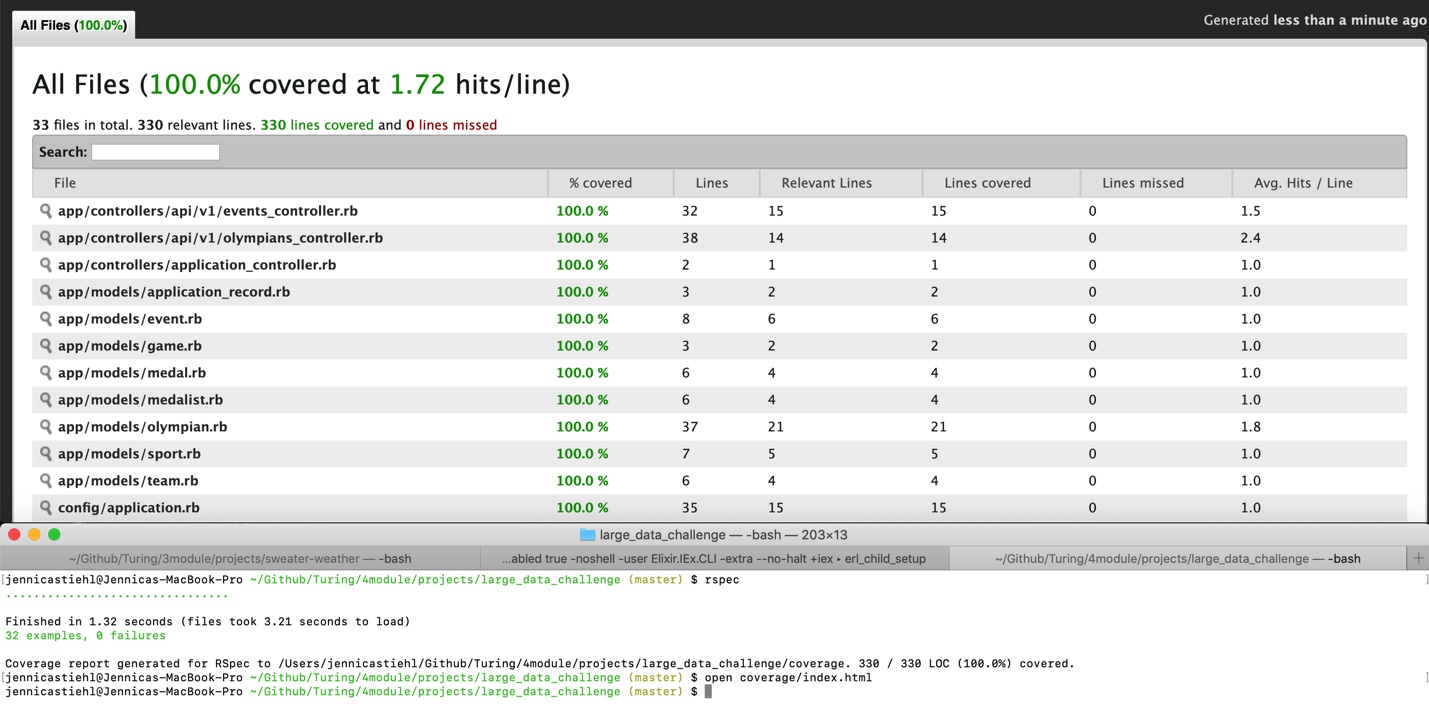 All Files (100.0%)
Generated less than a minute ago
All Files (100.0% covered at 1.72 hits/line)
33 files in total. 330 relevant lines. 330 lines covered and 0 lines missed
Search:
File % covered Lines Relevant Lines Lines covered Lines missed Avg. Hits / Line
app/controllers/api/v1/events_controller.rb 100.0 % 32 15 15 0 1.5
app/controllers/api/v1/olympians_controller.rb 100.0 % 38 14 14 0 2.4
app/controllers/application_controller.rb 100.0 % 2 1 1 0 1.0
app/models/application_record.rb 100.0 % 3 2 2 0 1.0
app/models/event.rb 100.0 % 8 6 6 0 1.0
app/models/game.rb 100.0 % 3 2 2 0 1.0
app/models/medal.rb 100.0 % 6 4 4 0 1.0
app/models/medalist.rb 100.0 % 6 4 4 0 1.0
app/models/olympian.rb 100.0 % 37 21 21 0 1.8
app/models/sport.rb 100.0 % 7 5 5 0 1.0
app/models/team.rb 100.0 % 6 4 4 0 1.0
config/application.rb 100.0 % 35 15 15 0 1.0
large_data_challenge — -bash — 203×13
~/Github/Turing/3module/projects/sweater-weather — -bash
...abled true -noshell -user Elixir.IEx.CLI -extra --no-halt +iex ▸ erl_child_setup
~/Github/Turing/4module/projects/large_data_challenge — -bash
+
[jennicastiehl@Jennicas-MacBook-Pro ~/Github/Turing/4module/projects/large_data_challenge (master) $ rspec ]
................................
Finished in 1.32 seconds (files took 3.21 seconds to load)
32 examples, 0 failures
Coverage report generated for RSpec to /Users/jennicastiehl/Github/Turing/4module/projects/large_data_challenge/coverage. 330 / 330 LOC (100.0%) covered.
[jennicastiehl@Jennicas-MacBook-Pro ~/Github/Turing/4module/projects/large_data_challenge (master) $ open coverage/index.html ]
jennicastiehl@Jennicas-MacBook-Pro ~/Github/Turing/4module/projects/large_data_challenge (master) $